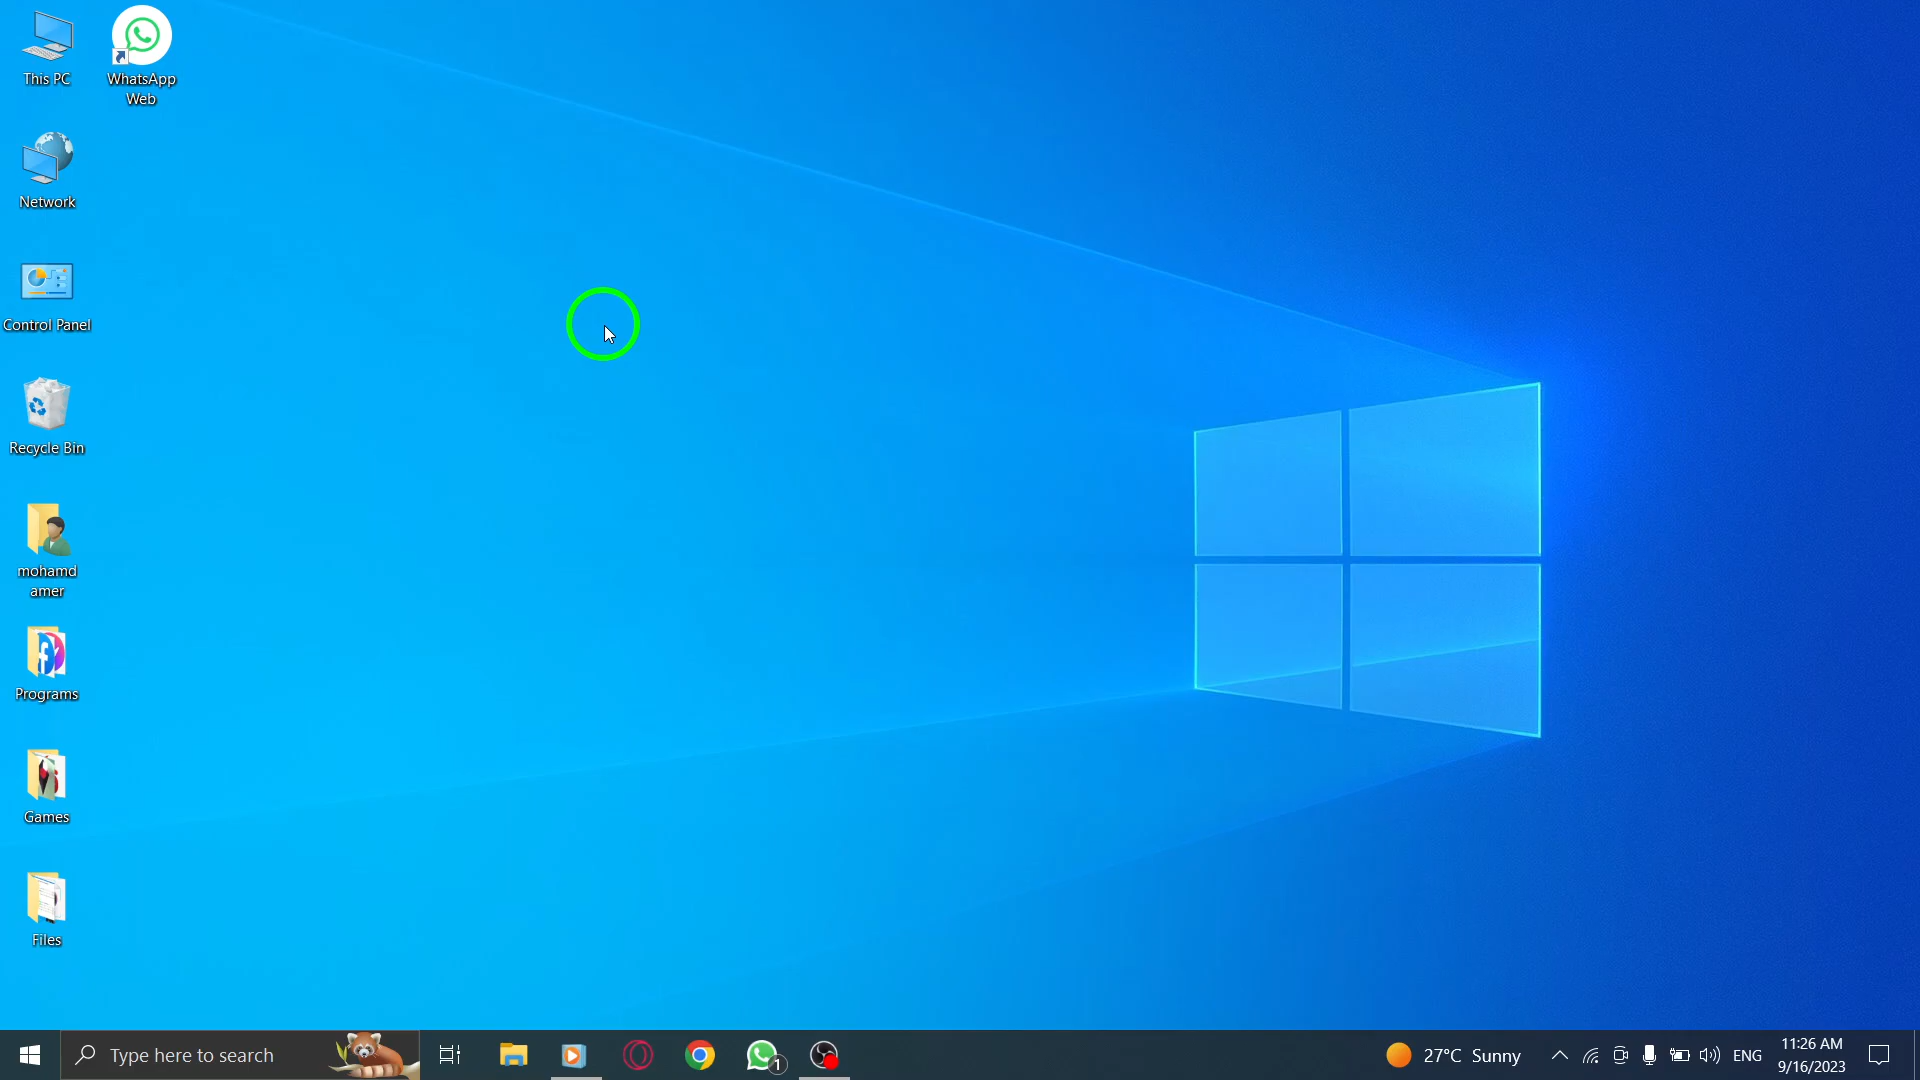 This PC
WhatsApp
Web
Network
Control Panel
Recycle Bin
mohamd
amer
Programs
Games
Files
Type here to search
1
27°C Sunny
ENG
11:26 AM
9/16/2023